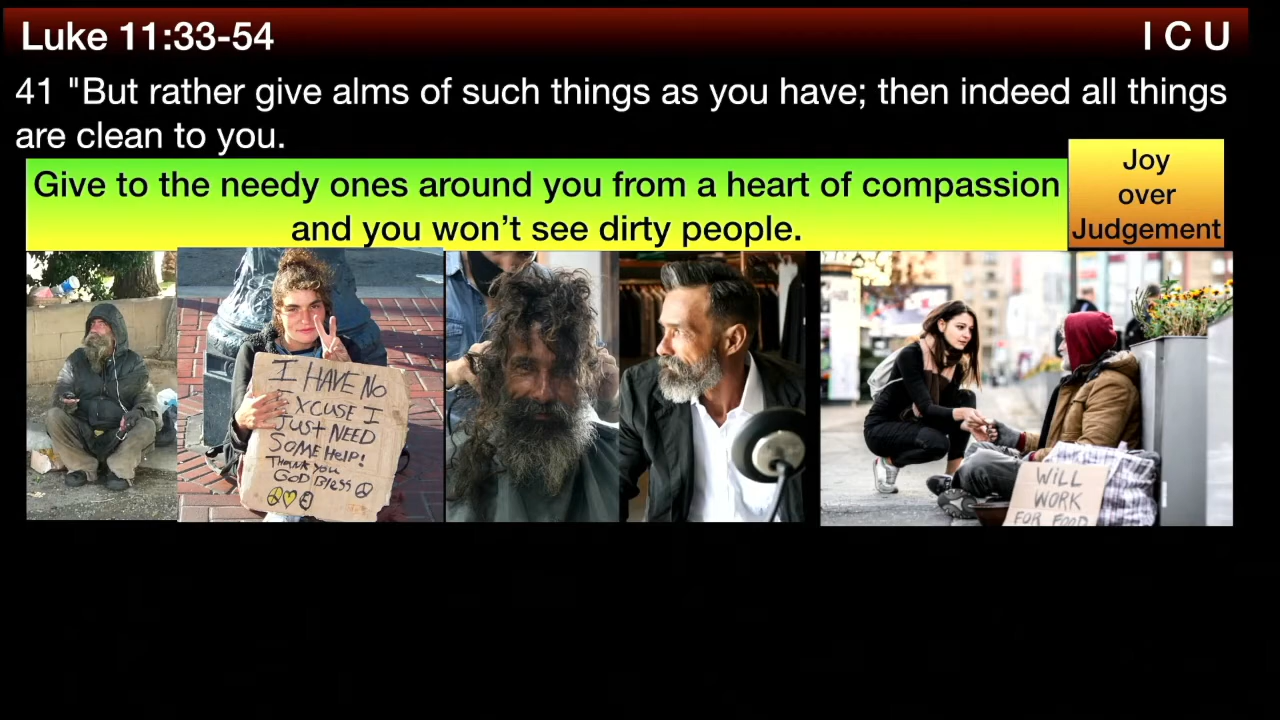 Luke 11:33-54
I C U
41 "But rather give alms of such things as you have; then indeed all things
are clean to you.
Give to the needy ones around you from a heart of compassion
and you won't see dirty people.
Joy
over
Judgement
I HAVE NO
EXCUSE I
JUST NEED
SOME HELP!
THANK YOU
GOD BLESS
WILL
WORK
FOR FOOD